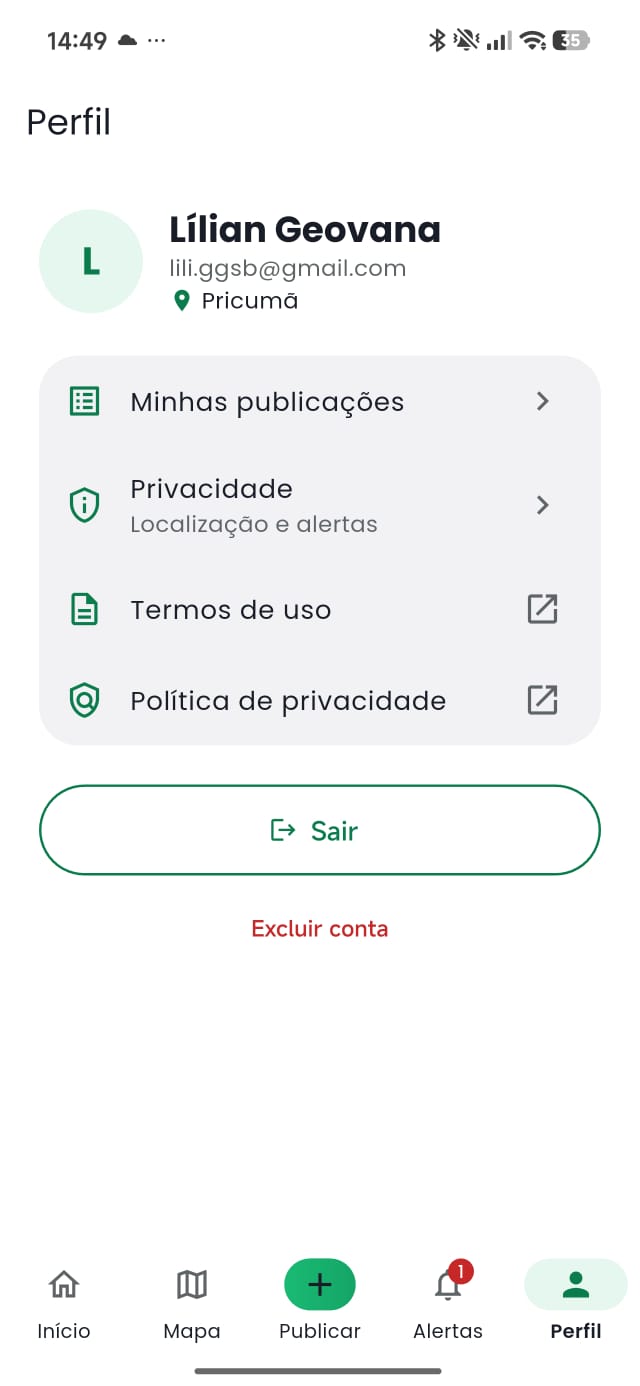 14:49
35
Perfil
L
Lílian Geovana
lili.ggsb@gmail.com
Pricumã
Minhas publicações
Privacidade
Localização e alertas
Termos de uso
Política de privacidade
Sair
Excluir conta
1
Início Mapa Publicar Alertas Perfil